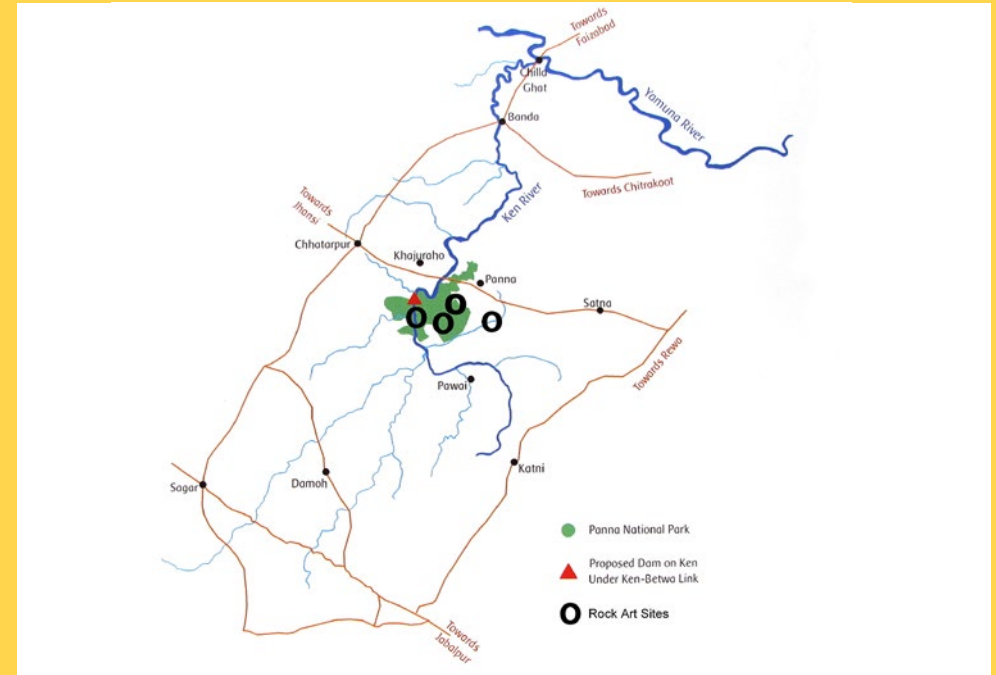 Towards
Faizabad
Chilla
Ghat
Yamuna River
Banda
Towards Chitrakoot
Ken River
Towards
Jhansi
Chhatarpur
Khajuraho
Panna
Satna
Towards Rewa
Pawai
Katni
Sagar
Damoh
Panna National Park
Proposed Dam on Ken
Under Ken-Betwa Link
Rock Art Sites
Towards
Jabalpur